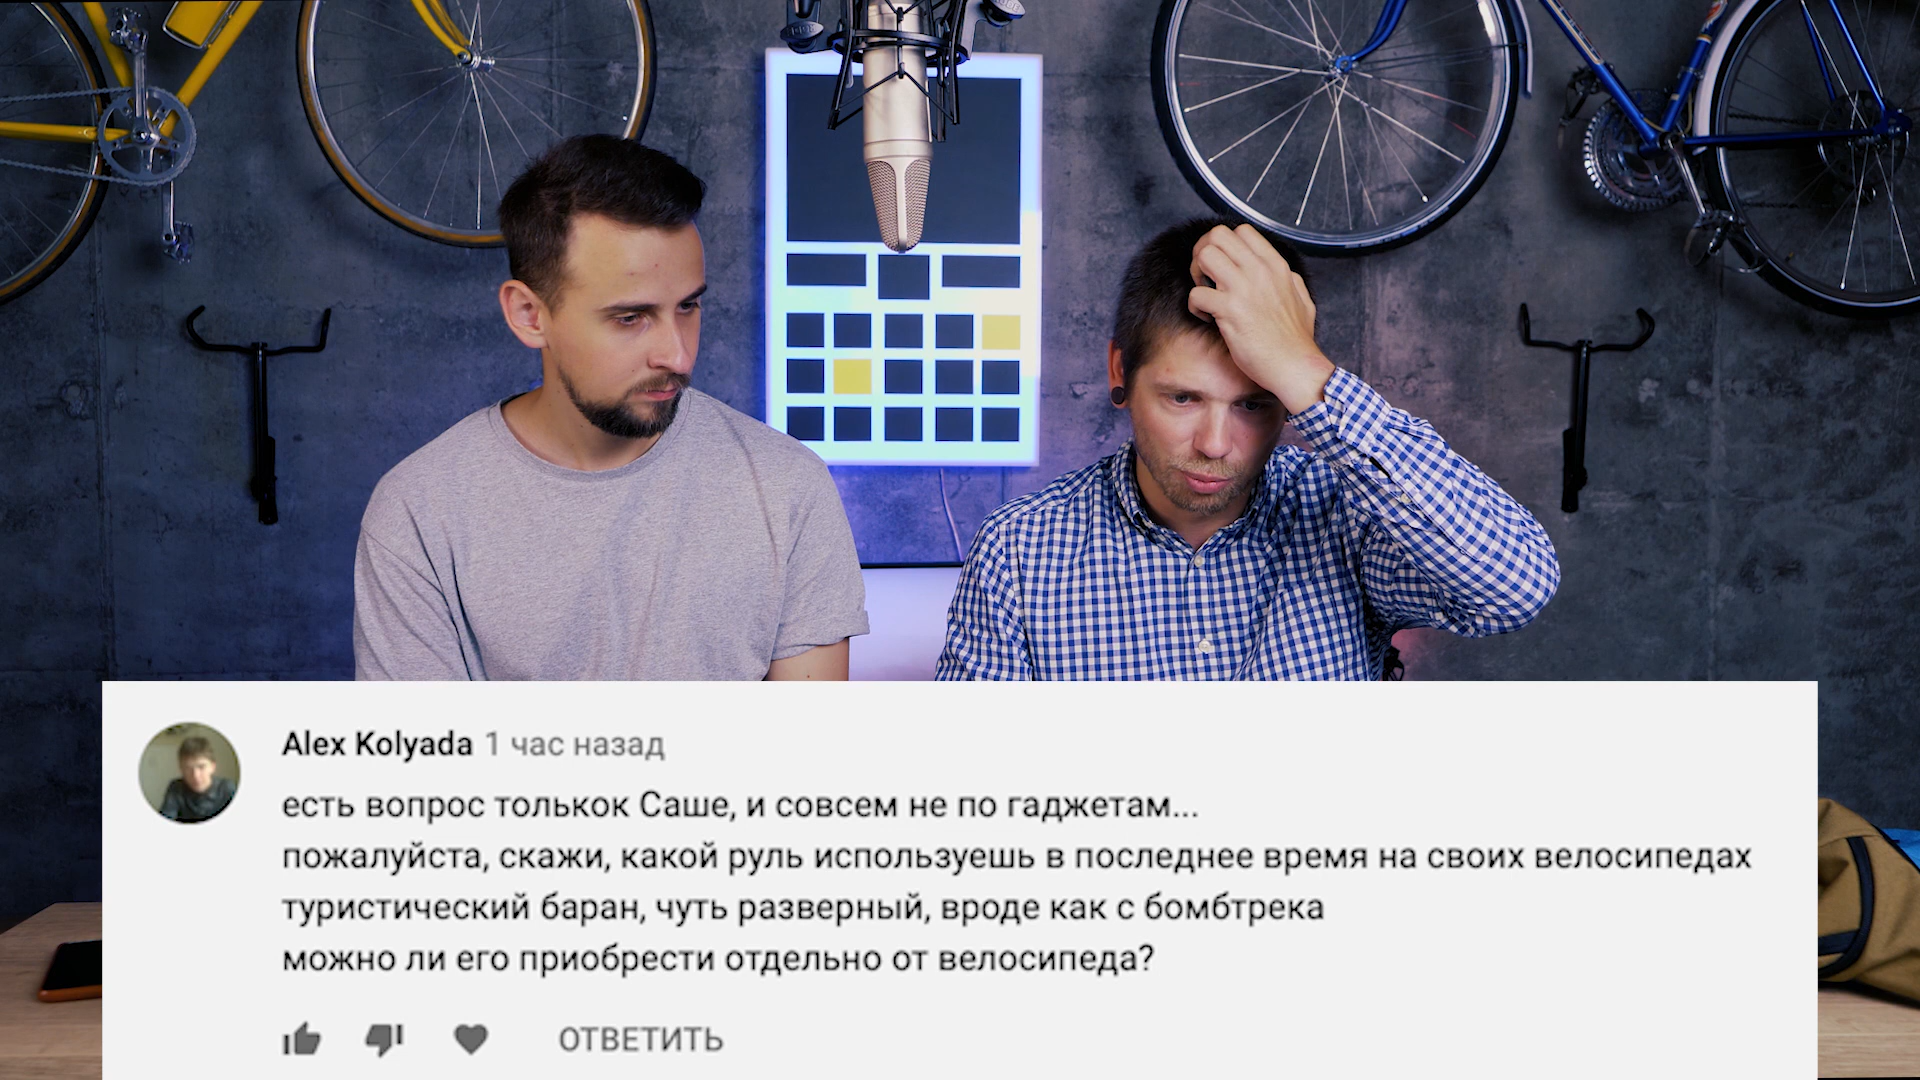 Alex Kolyada 1 час назад
есть вопрос толькок Саше, и совсем не по гаджетам...
пожалуйста, скажи, какой руль используешь в последнее время на своих велосипедах
туристический баран, чуть разверный, вроде как с бомбтрека
можно ли его приобрести отдельно от велосипеда?
ОТВЕТИТЬ